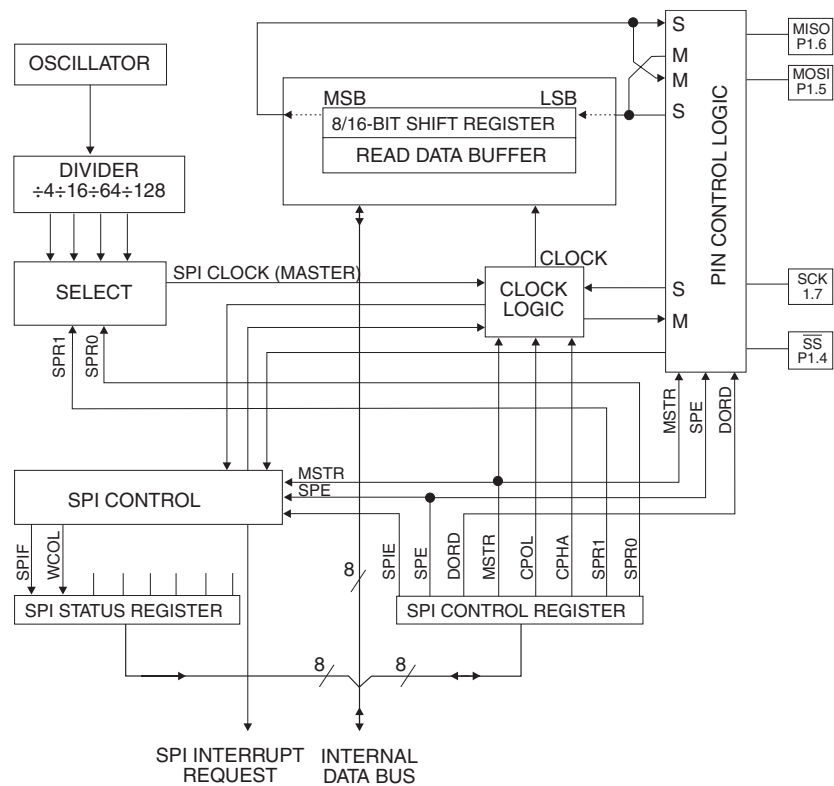 OSCILLATOR
DIVIDER
÷4÷16÷64÷128
SELECT
SPI CLOCK (MASTER)
SPR1
SPR0
MSB
LSB
8/16-BIT SHIFT REGISTER
READ DATA BUFFER
CLOCK
CLOCK
LOGIC
S
M
M
S
S
M
PIN CONTROL LOGIC
MISO
P1.6
MOSI
P1.5
SCK
1.7
SS
P1.4
MSTR
SPE
DORD
SPI CONTROL
MSTR
SPE
SPIF
WCOL
SPI STATUS REGISTER
8
SPIE
SPE
DORD
MSTR
CPOL
CPHA
SPR1
SPR0
SPI CONTROL REGISTER
8
8
SPI INTERRUPT
REQUEST
INTERNAL
DATA BUS